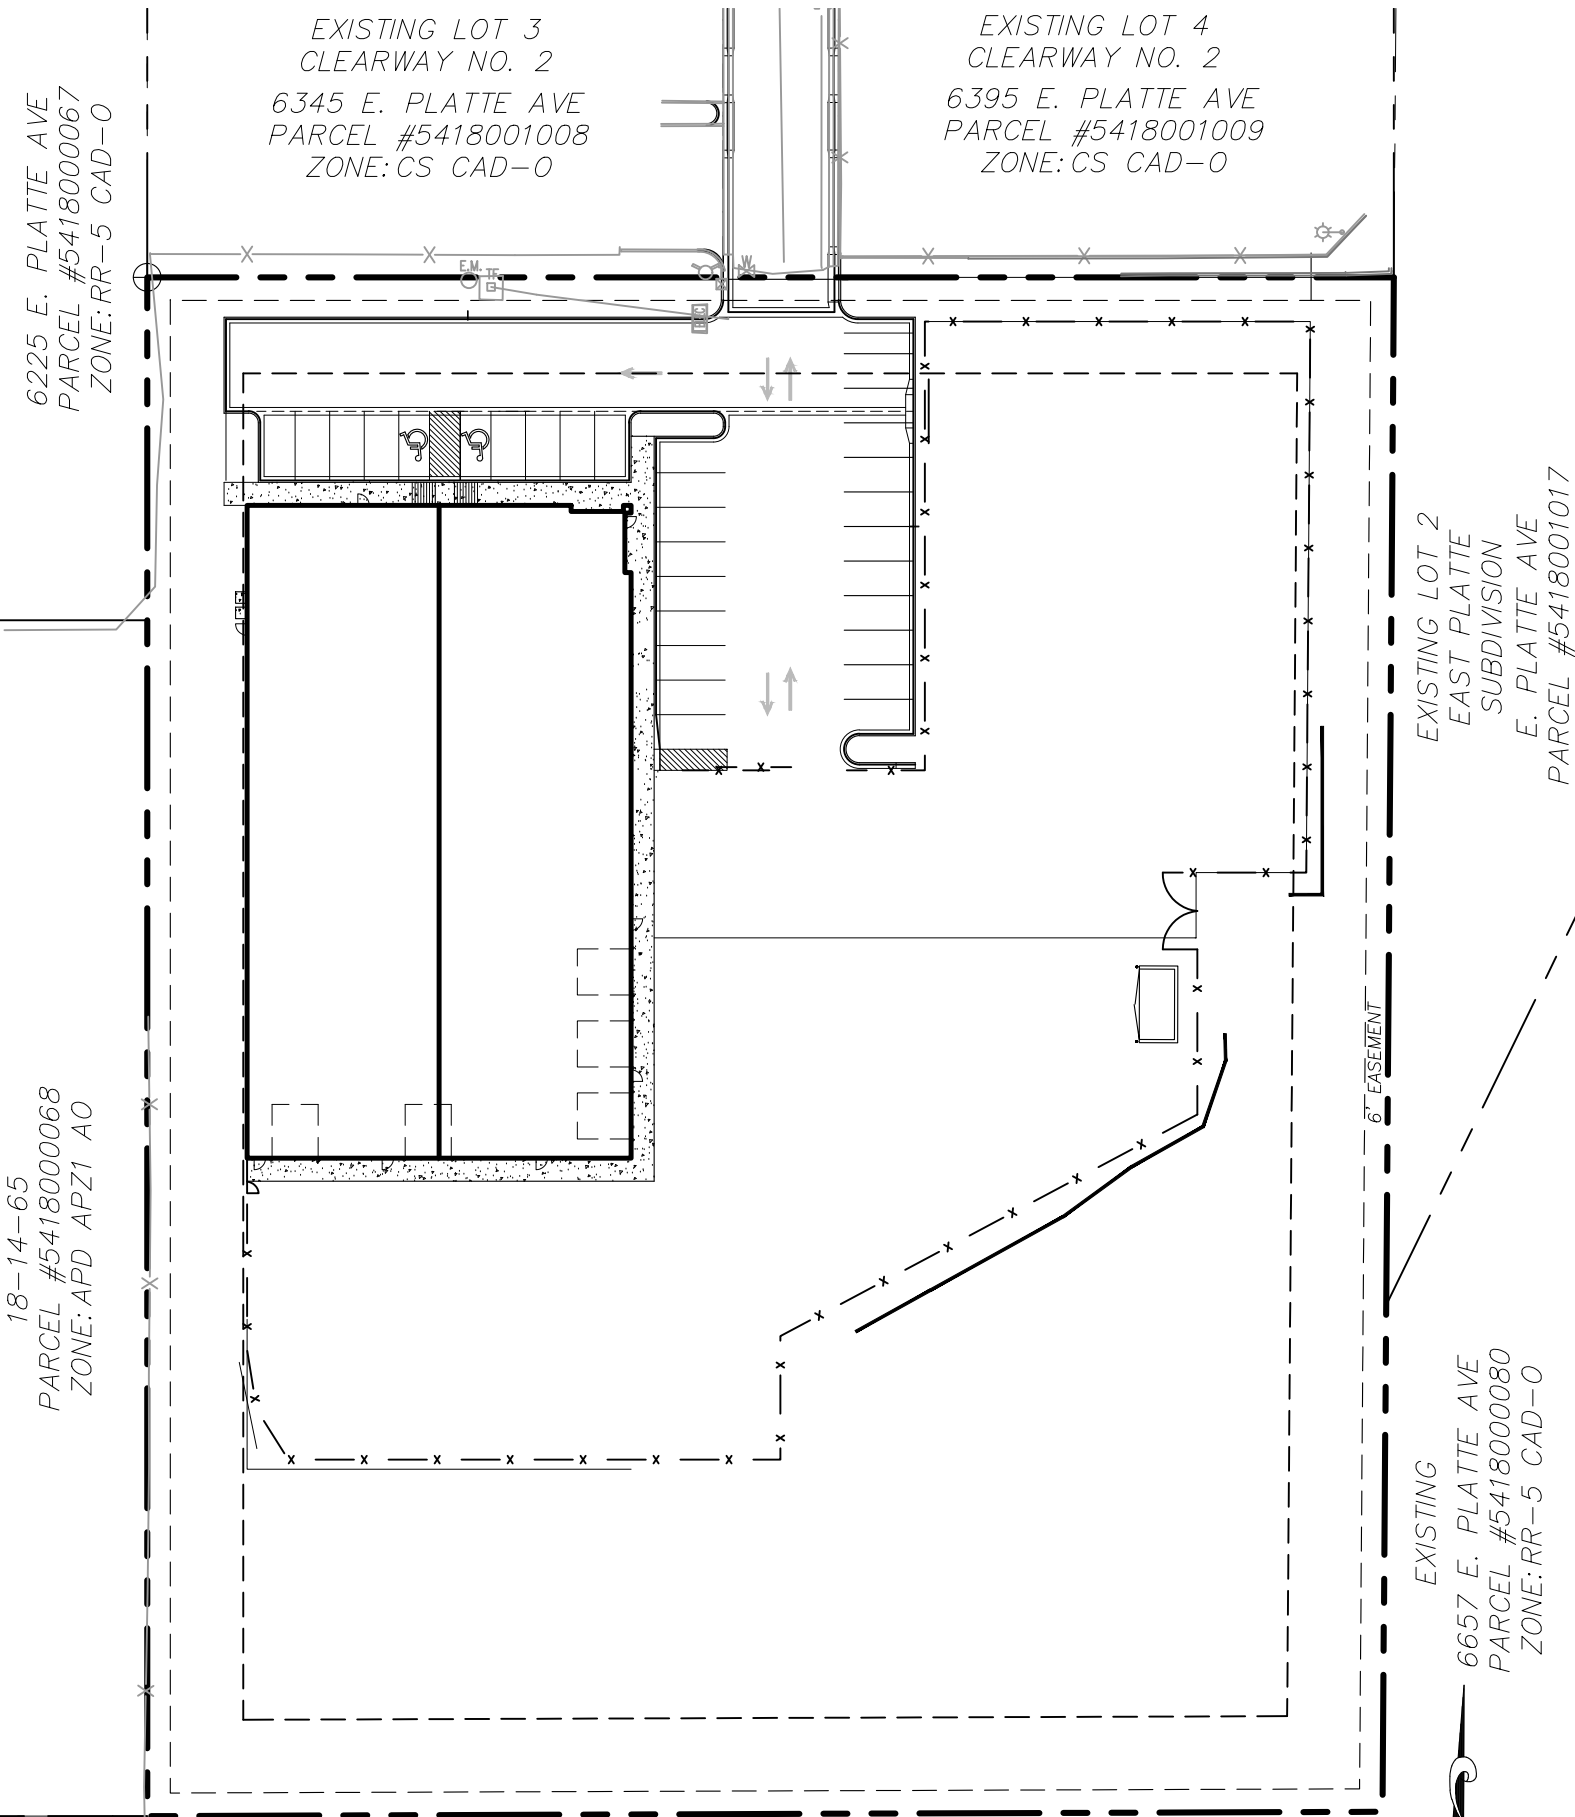 EXISTING LOT 3
CLEARWAY NO. 2
6345 E. PLATTE AVE
PARCEL #5418001008
ZONE: CS CAD-O
EXISTING LOT 4
CLEARWAY NO. 2
6395 E. PLATTE AVE
PARCEL #5418001009
ZONE: CS CAD-O
6225 E. PLATTE AVE
PARCEL #5418000067
ZONE: RR-5 CAD-O
E.M.
TF
W
EXISTING LOT 2
EAST PLATTE
SUBDIVISION
E. PLATTE AVE
PARCEL #5418001017
6' EASEMENT
18-14-65
PARCEL #5418000068
ZONE: APD APZ1 AO
EXISTING
6657 E. PLATTE AVE
PARCEL #5418000080
ZONE: RR-5 CAD-O